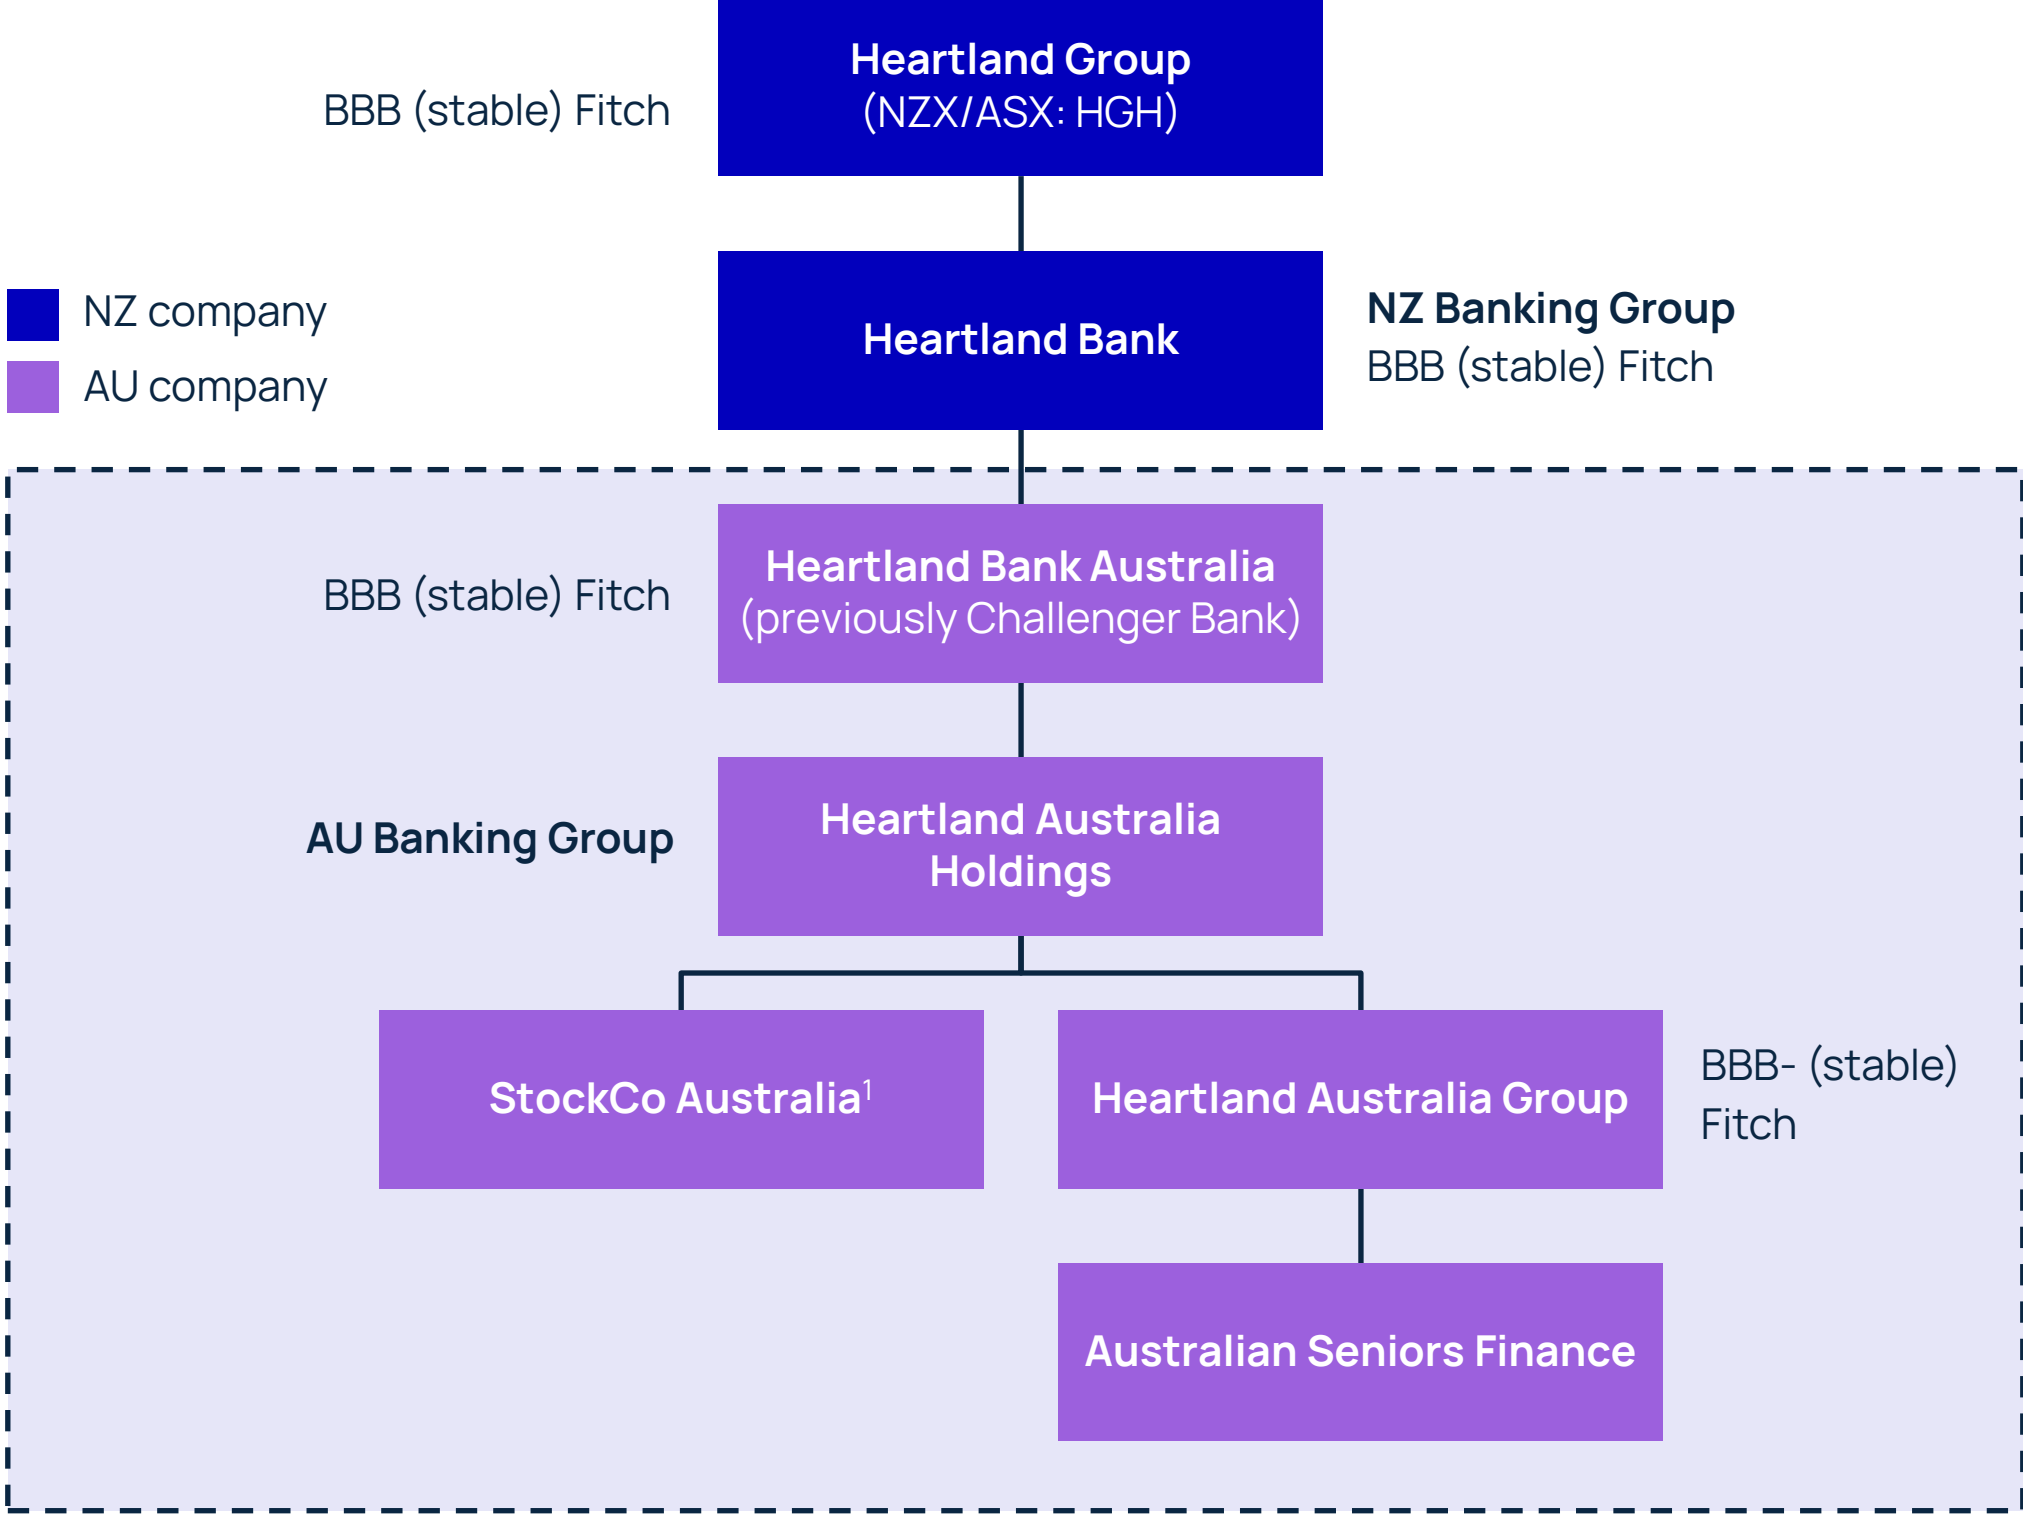 Heartland Group
(NZX/ASX: HGH)
BBB (stable) Fitch
NZ company
AU company
Heartland Bank
NZ Banking Group
BBB (stable) Fitch
Heartland Bank Australia
(previously Challenger Bank)
BBB (stable) Fitch
AU Banking Group
Heartland Australia
Holdings
StockCo Australia¹
Heartland Australia Group
BBB- (stable)
Fitch
Australian Seniors Finance